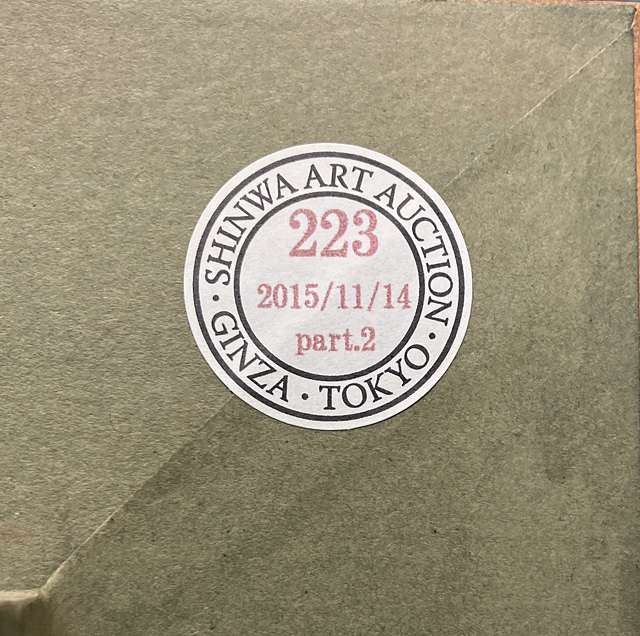 SHINWA ART AUCTION
223
2015/11/14
part.2
· GINZA · TOKYO ·